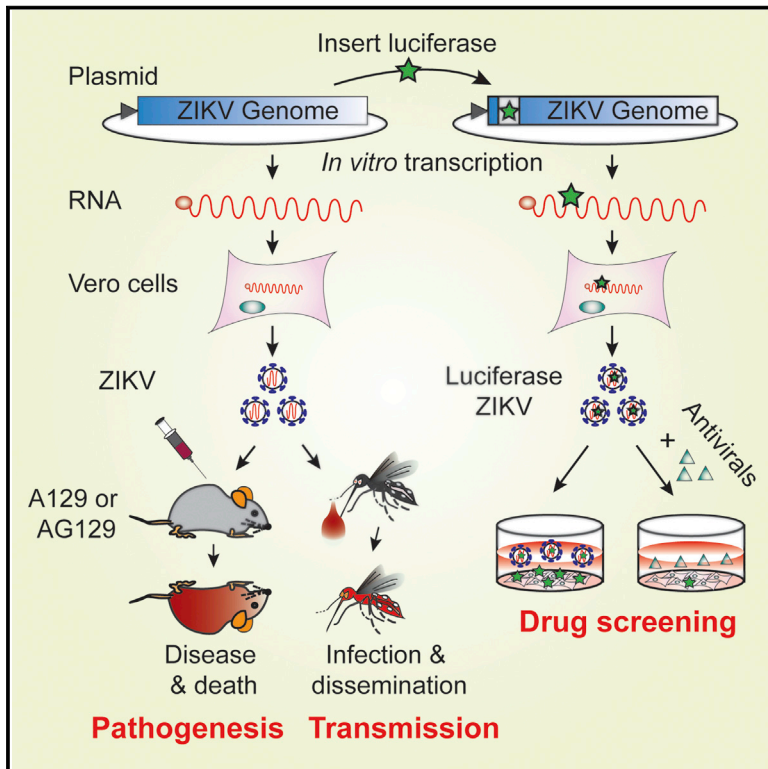 Insert luciferase
Plasmid
ZIKV Genome
ZIKV Genome
In vitro transcription
RNA
Vero cells
ZIKV
Luciferase
ZIKV
+
Antivirals
A129 or
AG129
Disease
& death
Infection &
dissemination
Drug screening
Pathogenesis
Transmission